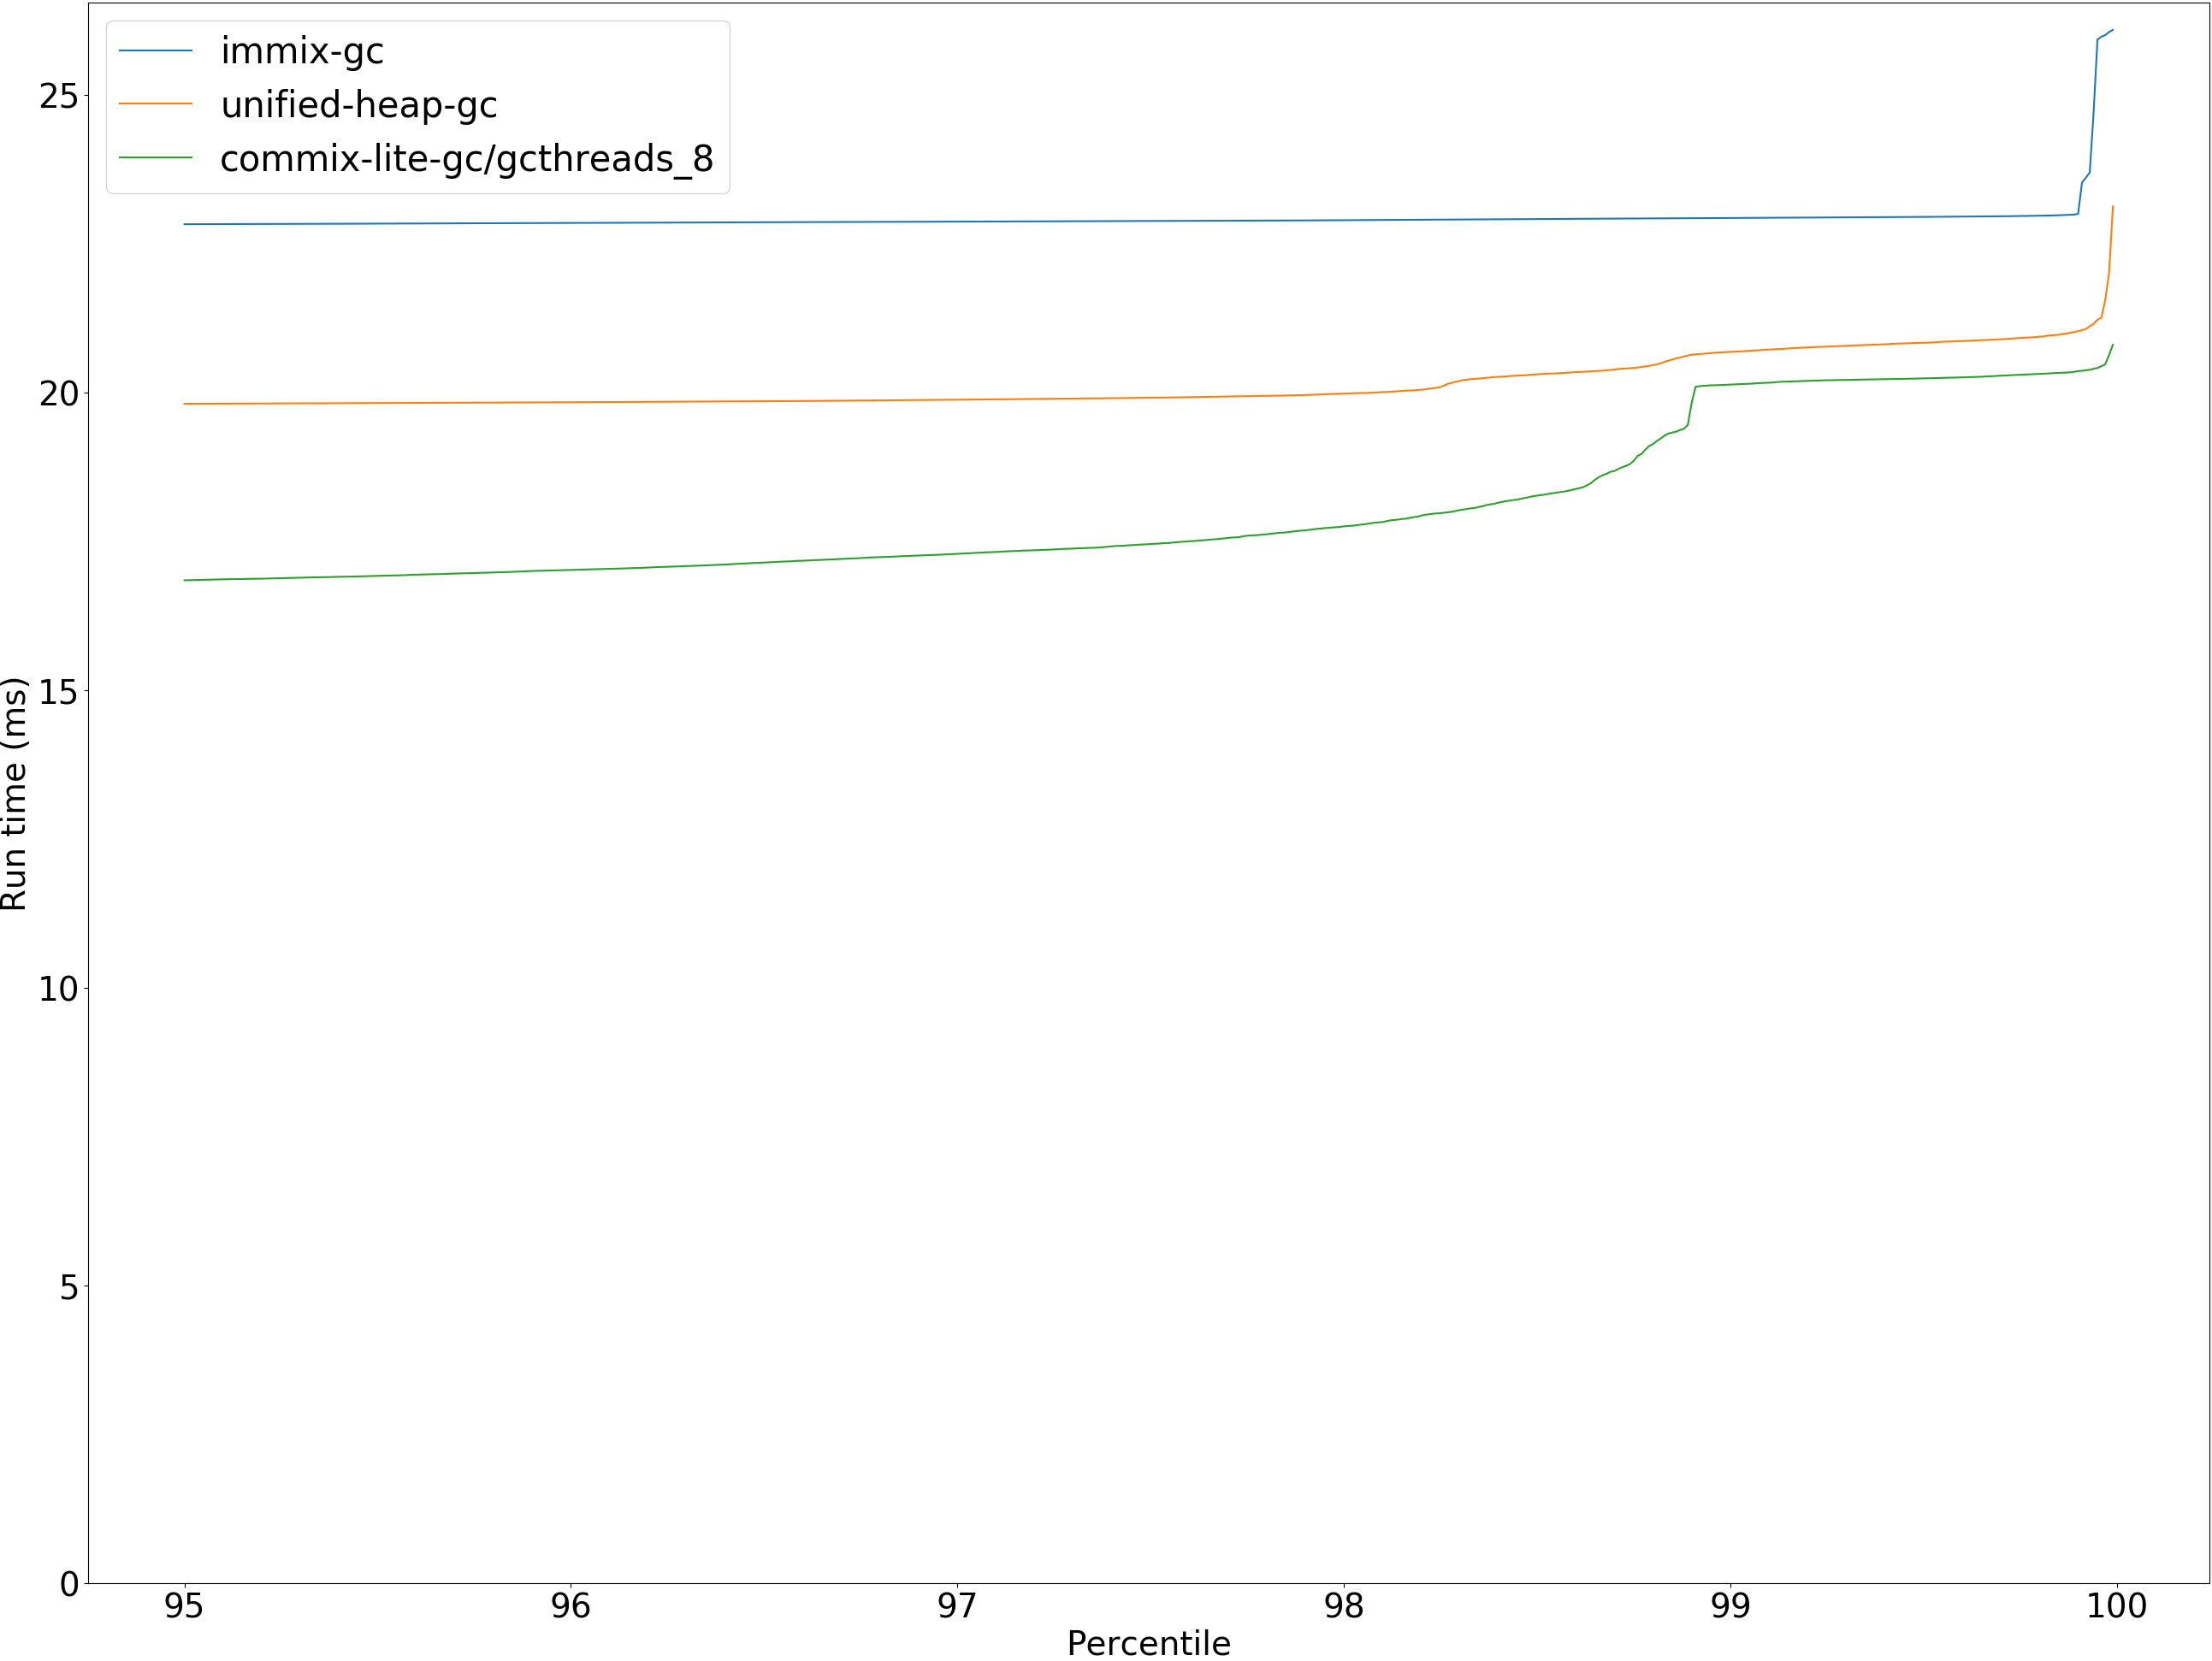 immix-gc
unified-heap-gc
commix-lite-gc/gcthreads_8
25
20
15
10
5
0
Run time (ms)
95 96 97 98 99 100
Percentile